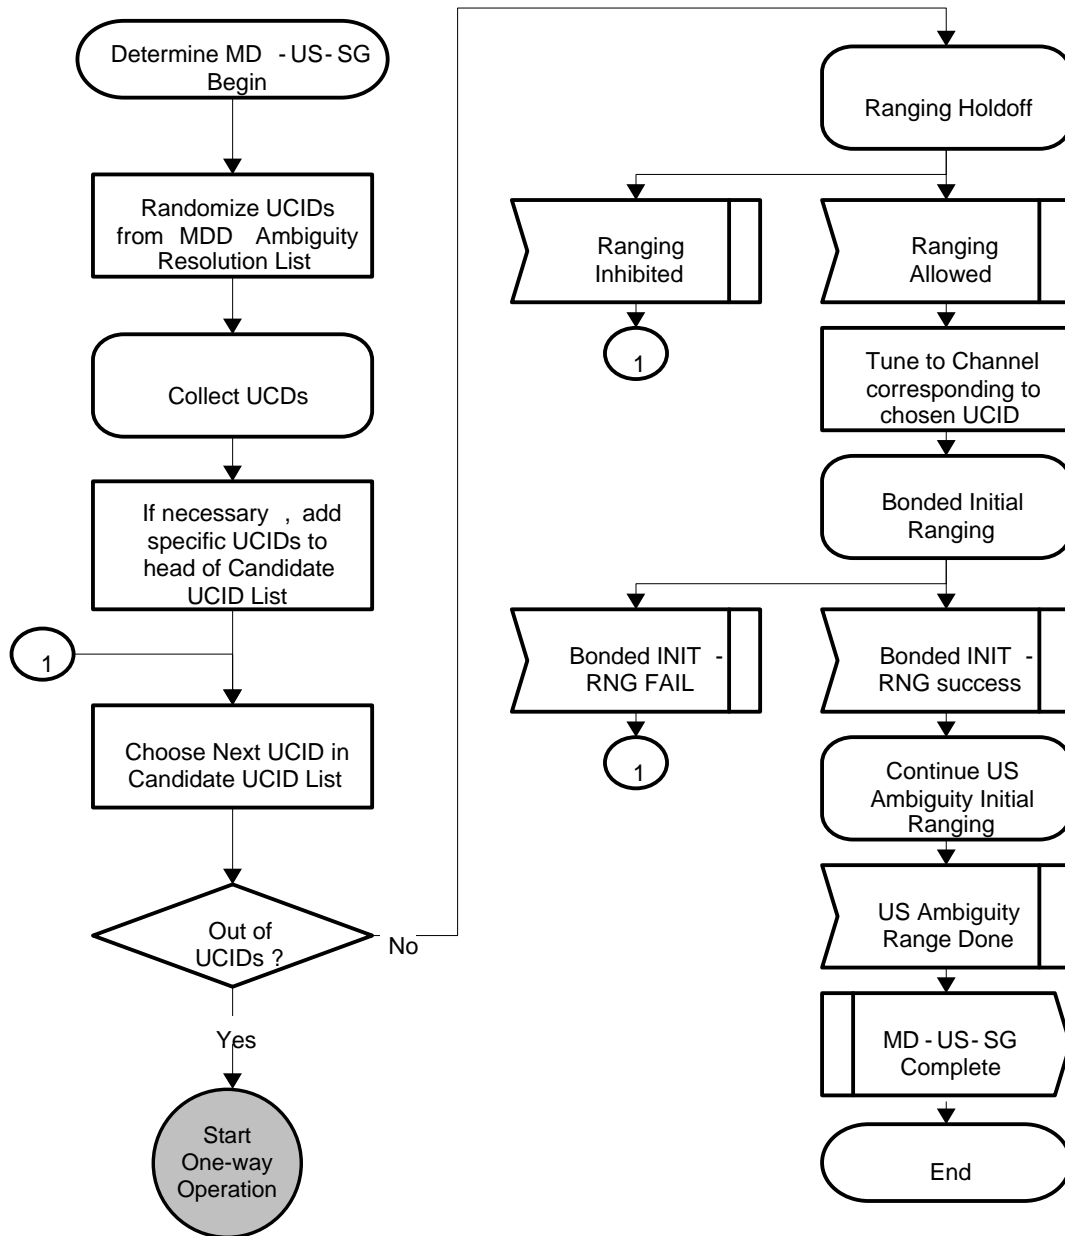 Determine MD - US- SG
Begin
Randomize UCIDs
from MDD Ambiguity
Resolution List
Collect UCDs
If necessary , add
specific UCIDs to
head of Candidate
UCID List
1
Choose Next UCID in
Candidate UCID List
Out of
UCIDs ?
No
Yes
Start
One-way
Operation
Ranging Holdoff
Ranging
Inhibited
1
Ranging
Allowed
Tune to Channel
corresponding to
chosen UCID
Bonded Initial
Ranging
Bonded INIT -
RNG FAIL
1
Bonded INIT -
RNG success
Continue US
Ambiguity Initial
Ranging
US Ambiguity
Range Done
MD - US- SG
Complete
End